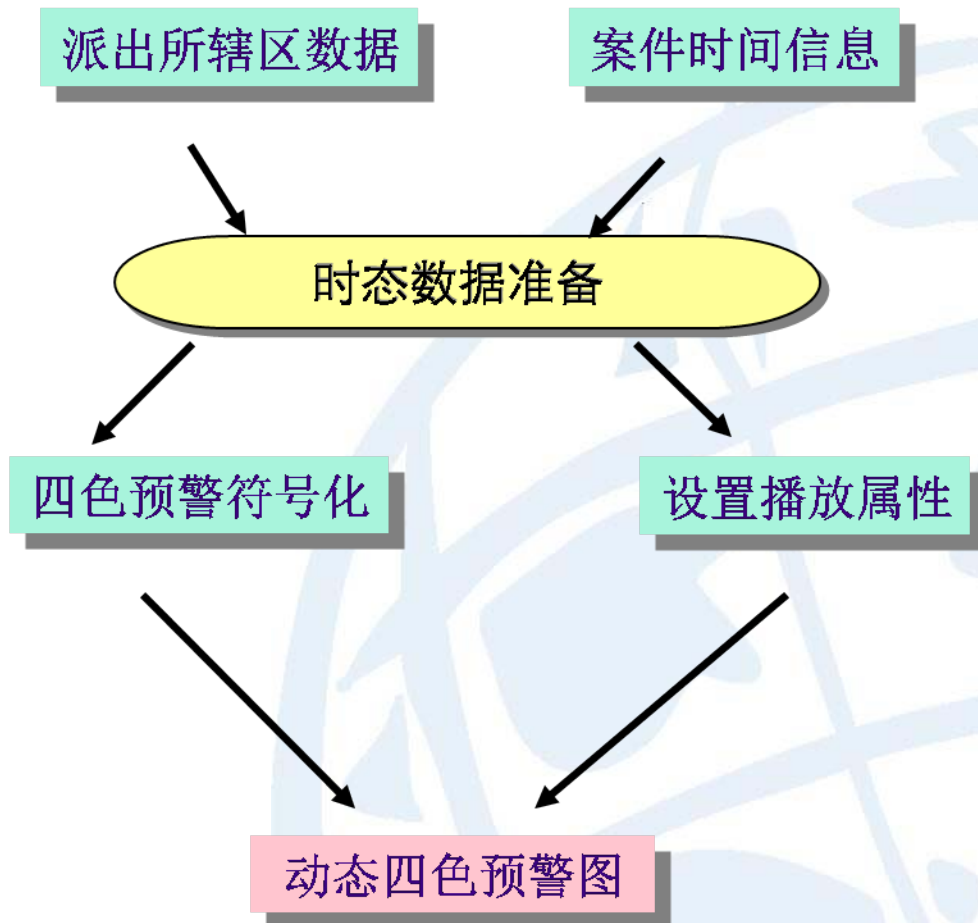 派出所辖区数据
案件时间信息
时态数据准备
四色预警符号化
设置播放属性
动态四色预警图